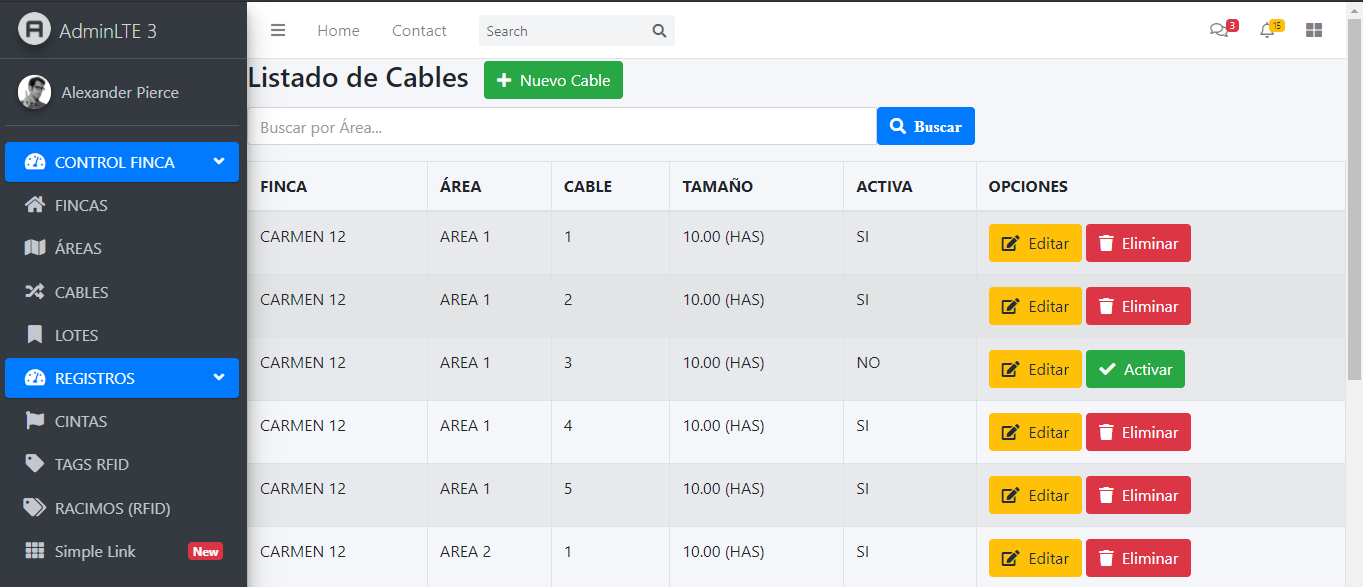 AdminLTE 3
Home Contact Search 3 15
Alexander Pierce
CONTROL FINCA
FINCAS
ÁREAS
CABLES
LOTES
REGISTROS
CINTAS
TAGS RFID
RACIMOS (RFID)
Simple Link New
Listado de Cables Nuevo Cable
Buscar por Área... Buscar
FINCA ÁREA CABLE TAMAÑO ACTIVA OPCIONES
CARMEN 12 AREA 1 1 10.00 (HAS) SI Editar Eliminar
CARMEN 12 AREA 1 2 10.00 (HAS) SI Editar Eliminar
CARMEN 12 AREA 1 3 10.00 (HAS) NO Editar Activar
CARMEN 12 AREA 1 4 10.00 (HAS) SI Editar Eliminar
CARMEN 12 AREA 1 5 10.00 (HAS) SI Editar Eliminar
CARMEN 12 AREA 2 1 10.00 (HAS) SI Editar Eliminar